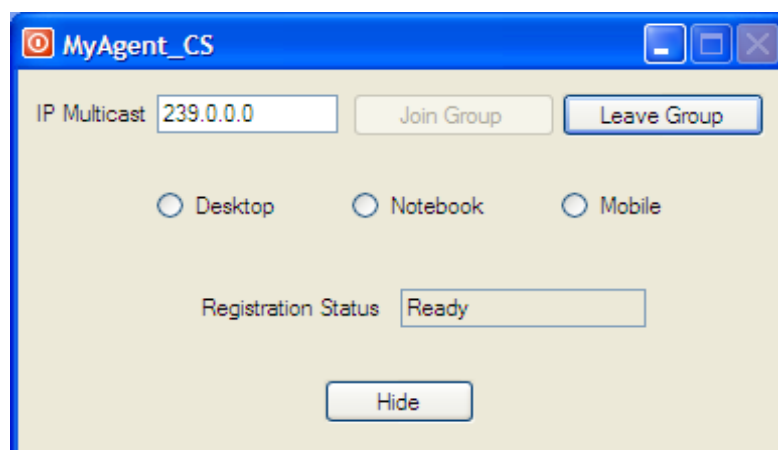 MyAgent_CS
IP Multicast 239.0.0.0 Join Group Leave Group
Desktop Notebook Mobile
Registration Status Ready
Hide